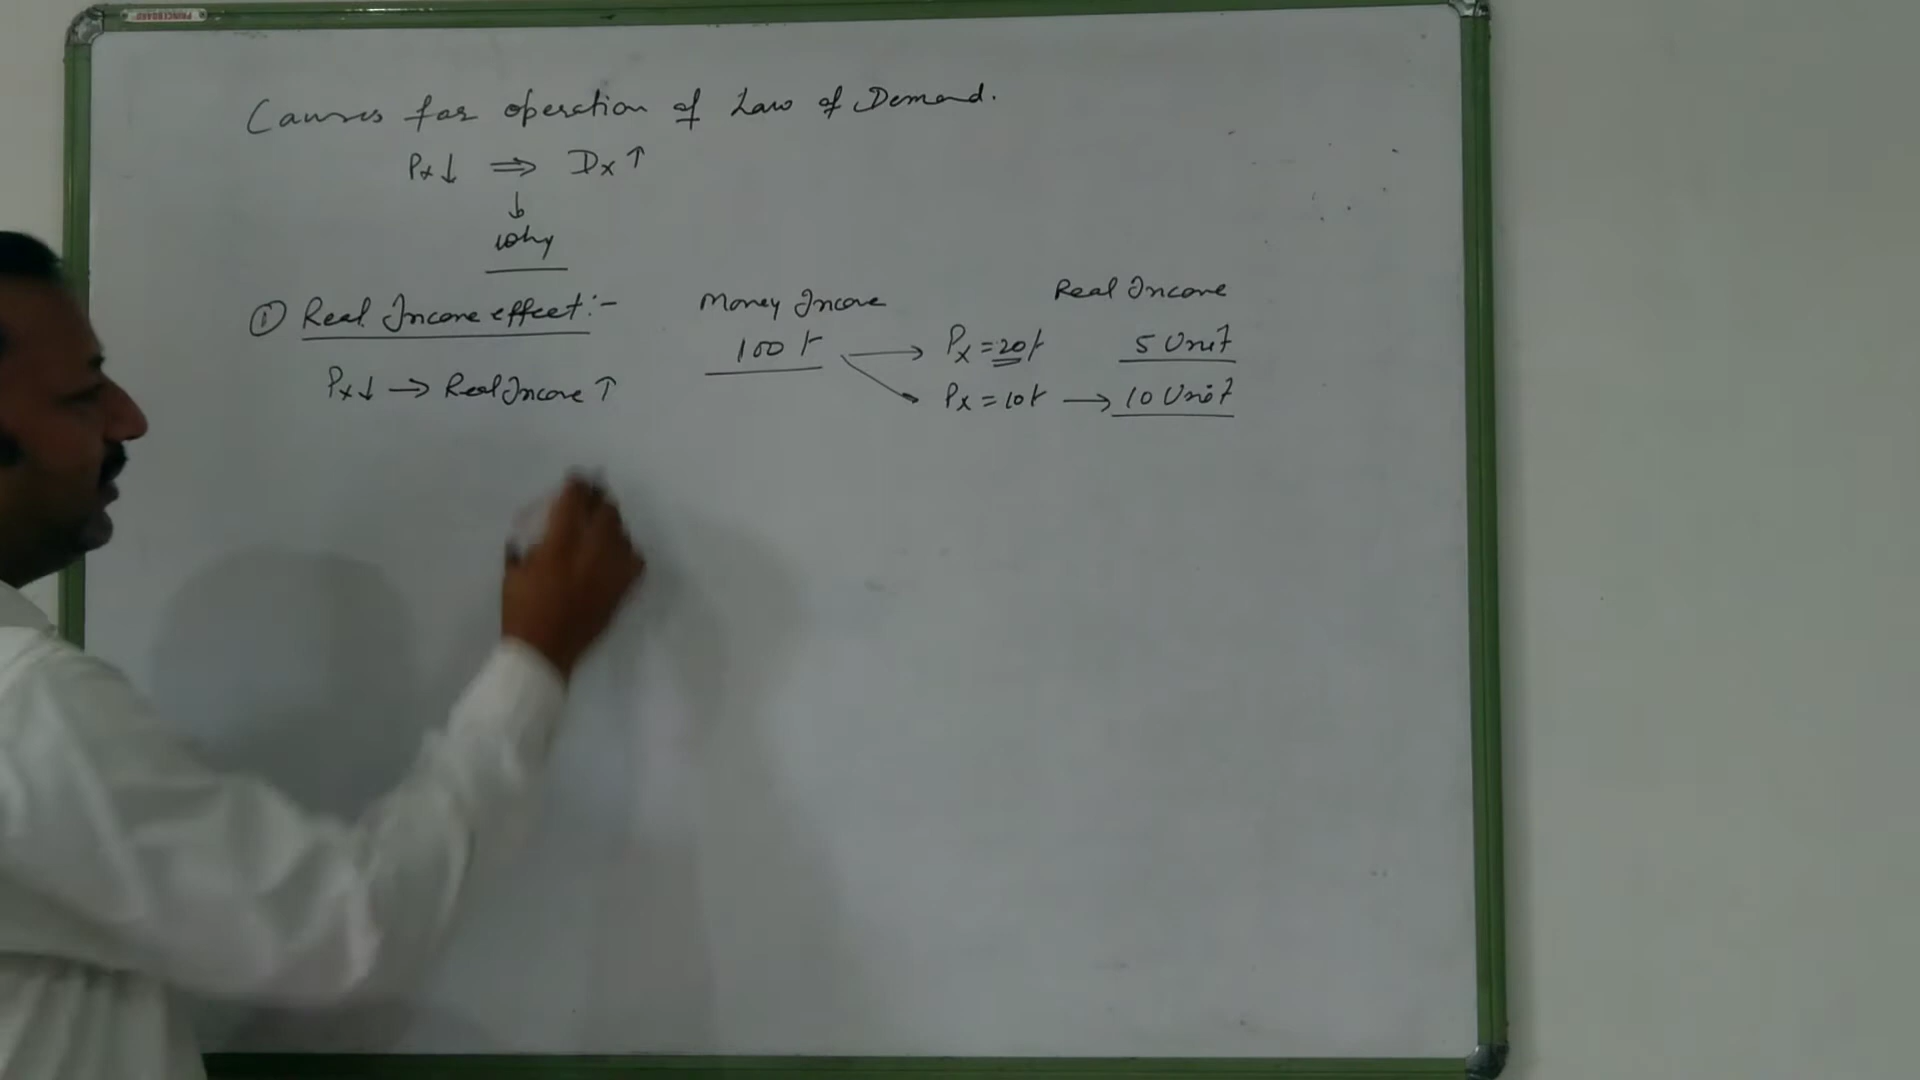 Causes for operation of Law of Demand.
Px↓ ⇒ Dx↑
↓
why
① Real Income effect:-
Px↓ → Real Income ↑
Money Income
100 ₹
Real Income
Px = 20₹ 5 Unit
Px = 10₹ → 10 Unit